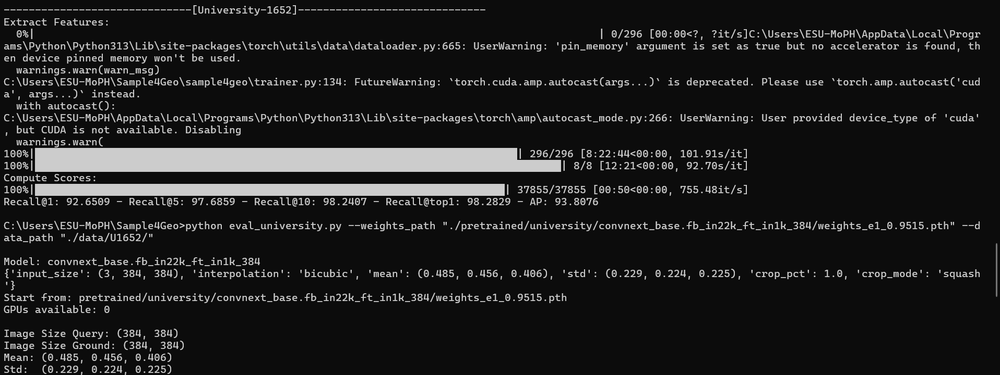 ------------------------------[University-1652]------------------------------
Extract Features:
  0%|                                                                                          | 0/296 [00:00<?, ?it/s]C:\Users\ESU-MoPH\AppData\Local\Progr
ams\Python\Python313\Lib\site-packages\torch\utils\data\dataloader.py:665: UserWarning: 'pin_memory' argument is set as true but no accelerator is found, th
en device pinned memory won't be used.
  warnings.warn(warn_msg)
C:\Users\ESU-MoPH\Sample4Geo\sample4geo\trainer.py:134: FutureWarning: `torch.cuda.amp.autocast(args...)` is deprecated. Please use `torch.amp.autocast('cud
a', args...)` instead.
  with autocast():
C:\Users\ESU-MoPH\AppData\Local\Programs\Python\Python313\Lib\site-packages\torch\amp\autocast_mode.py:266: UserWarning: User provided device_type of 'cuda'
, but CUDA is not available. Disabling
  warnings.warn(
100%|| 296/296 [8:22:44<00:00, 101.91s/it]
100%|| 8/8 [12:21<00:00, 92.70s/it]
Compute Scores:
100%|| 37855/37855 [00:50<00:00, 755.48it/s]
Recall@1: 92.6509 - Recall@5: 97.6859 - Recall@10: 98.2407 - Recall@top1: 98.2829 - AP: 93.8076

C:\Users\ESU-MoPH\Sample4Geo>python eval_university.py --weights_path "./pretrained/university/convnext_base.fb_in22k_ft_in1k_384/weights_e1_0.9515.pth" --d
ata_path "./data/U1652/"

Model: convnext_base.fb_in22k_ft_in1k_384
{'input_size': (3, 384, 384), 'interpolation': 'bicubic', 'mean': (0.485, 0.456, 0.406), 'std': (0.229, 0.224, 0.225), 'crop_pct': 1.0, 'crop_mode': 'squash
'}
Start from: pretrained/university/convnext_base.fb_in22k_ft_in1k_384/weights_e1_0.9515.pth
GPUs available: 0

Image Size Query: (384, 384)
Image Size Ground: (384, 384)
Mean: (0.485, 0.456, 0.406)
Std:  (0.229, 0.224, 0.225)